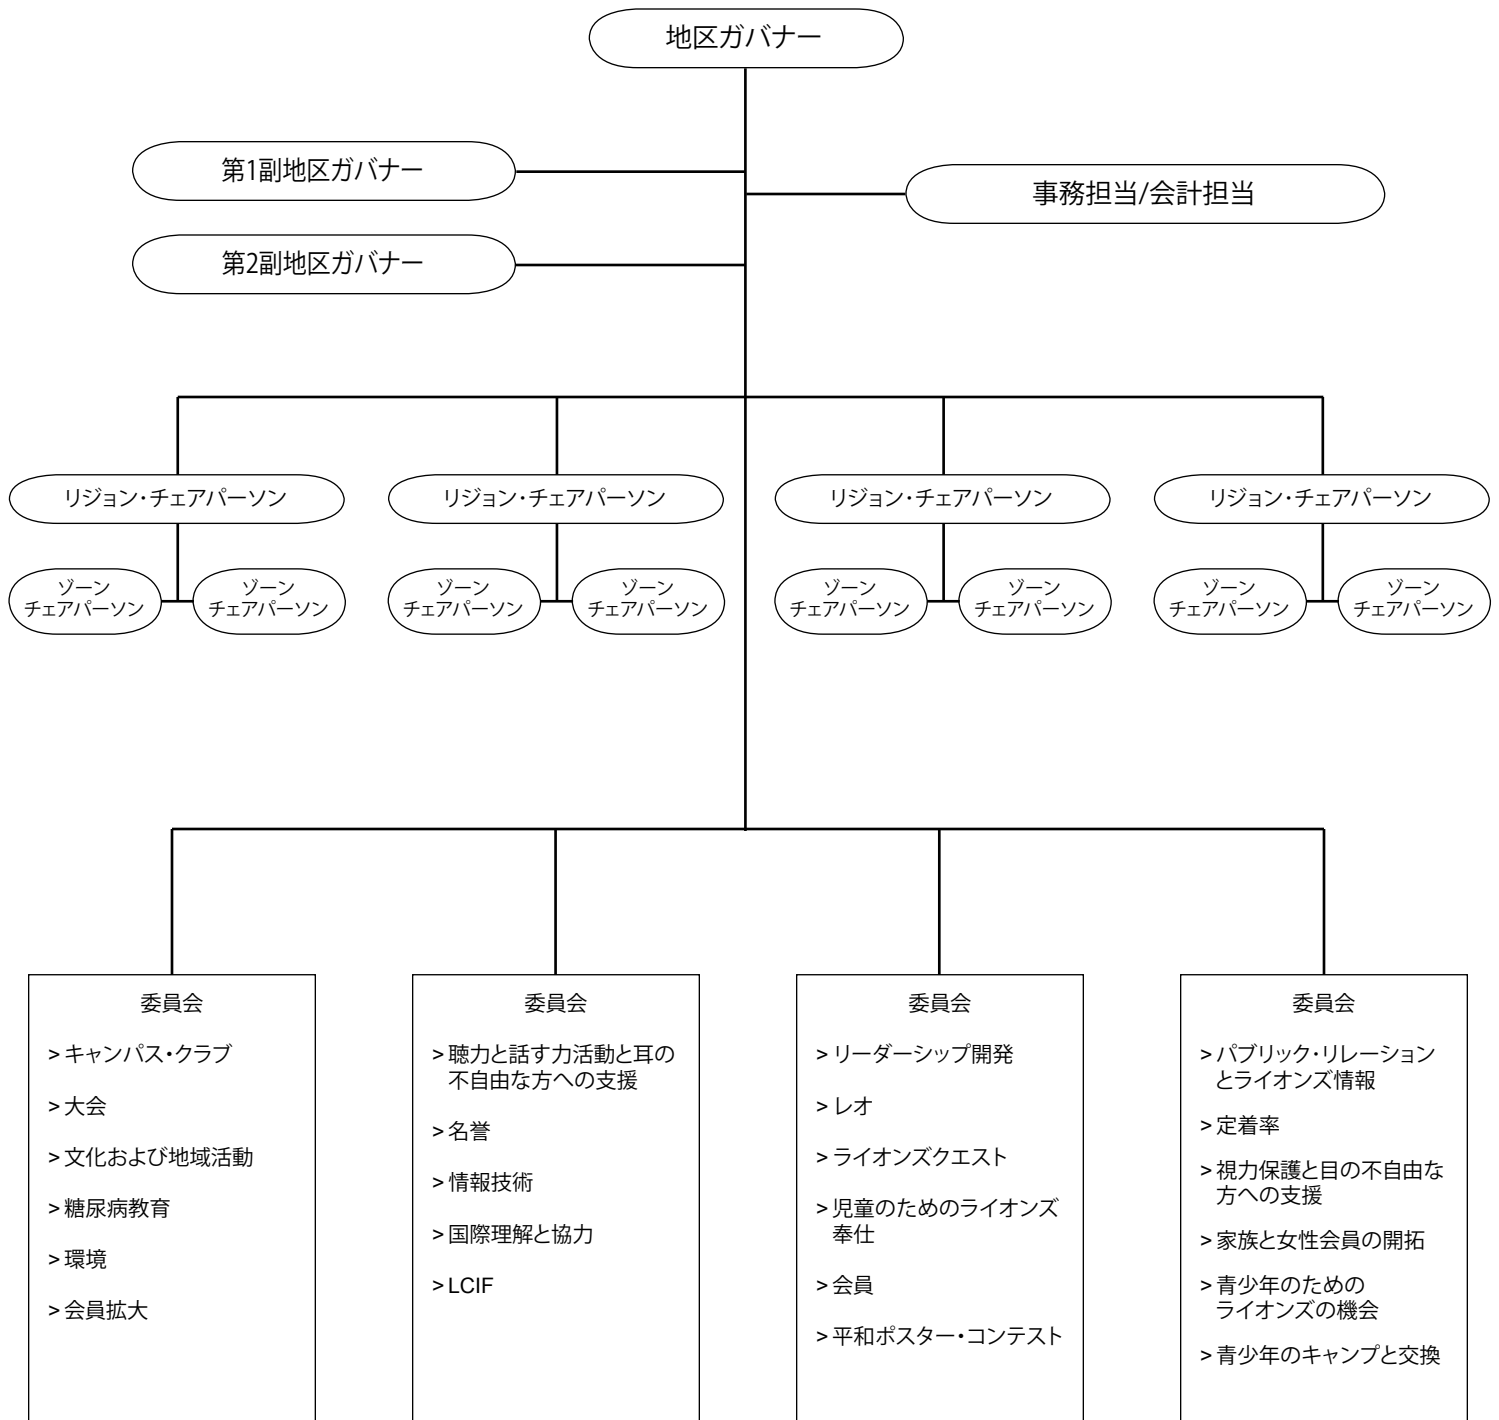 地区ガバナー
第1副地区ガバナー
事務担当/会計担当
第2副地区ガバナー
リジョン・チェアパーソン
リジョン・チェアパーソン
リジョン・チェアパーソン
リジョン・チェアパーソン
ゾーン
チェアパーソン
ゾーン
チェアパーソン
ゾーン
チェアパーソン
ゾーン
チェアパーソン
ゾーン
チェアパーソン
ゾーン
チェアパーソン
ゾーン
チェアパーソン
ゾーン
チェアパーソン
委員会
> キャンパス・クラブ
> 大会
> 文化および地域活動
> 糖尿病教育
> 環境
> 会員拡大
委員会
> 聴力と話す力活動と耳の
不自由な方への支援
> 名誉
> 情報技術
> 国際理解と協力
> LCIF
委員会
> リーダーシップ開発
> レオ
> ライオンズクエスト
> 児童のためのライオンズ
奉仕
> 会員
> 平和ポスター・コンテスト
委員会
> パブリック・リレーション
とライオンズ情報
> 定着率
> 視力保護と目の不自由な
方への支援
> 家族と女性会員の開拓
> 青少年のための
ライオンズの機会
> 青少年のキャンプと交換